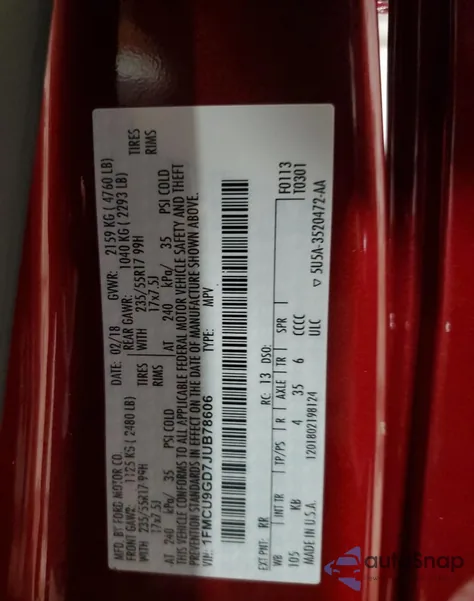 MFD. BY FORD MOTOR CO.
DATE: 02/18 GVWR: 2159 KG ( 4760 LB)
FRONT GAWR: 1125 KG ( 2480 LB) REAR GAWR: 1040 KG ( 2293 LB)
WITH 235/55R17 99H TIRES WITH 235/55R17 99H TIRES
17x7.5J RIMS 17x7.5J RIMS
AT 240 kPa/ 35 PSI COLD AT 240 kPa/ 35 PSI COLD
THIS VEHICLE CONFORMS TO ALL APPLICABLE FEDERAL MOTOR VEHICLE SAFETY AND THEFT
PREVENTION STANDARDS IN EFFECT ON THE DATE OF MANUFACTURE SHOWN ABOVE.
VIN: 1FMCU9GD7JUB78606
TYPE: MPV
F0113
EXT PNT: RR RC: 13 DSO: T0301
WB INT TR TP/PS R AXLE TR SPR
105 KB 4 35 6 CCCC
MADE IN U.S.A. 1201802198124 ULC
▽ 5U5A-3520472-AA
autoSnap